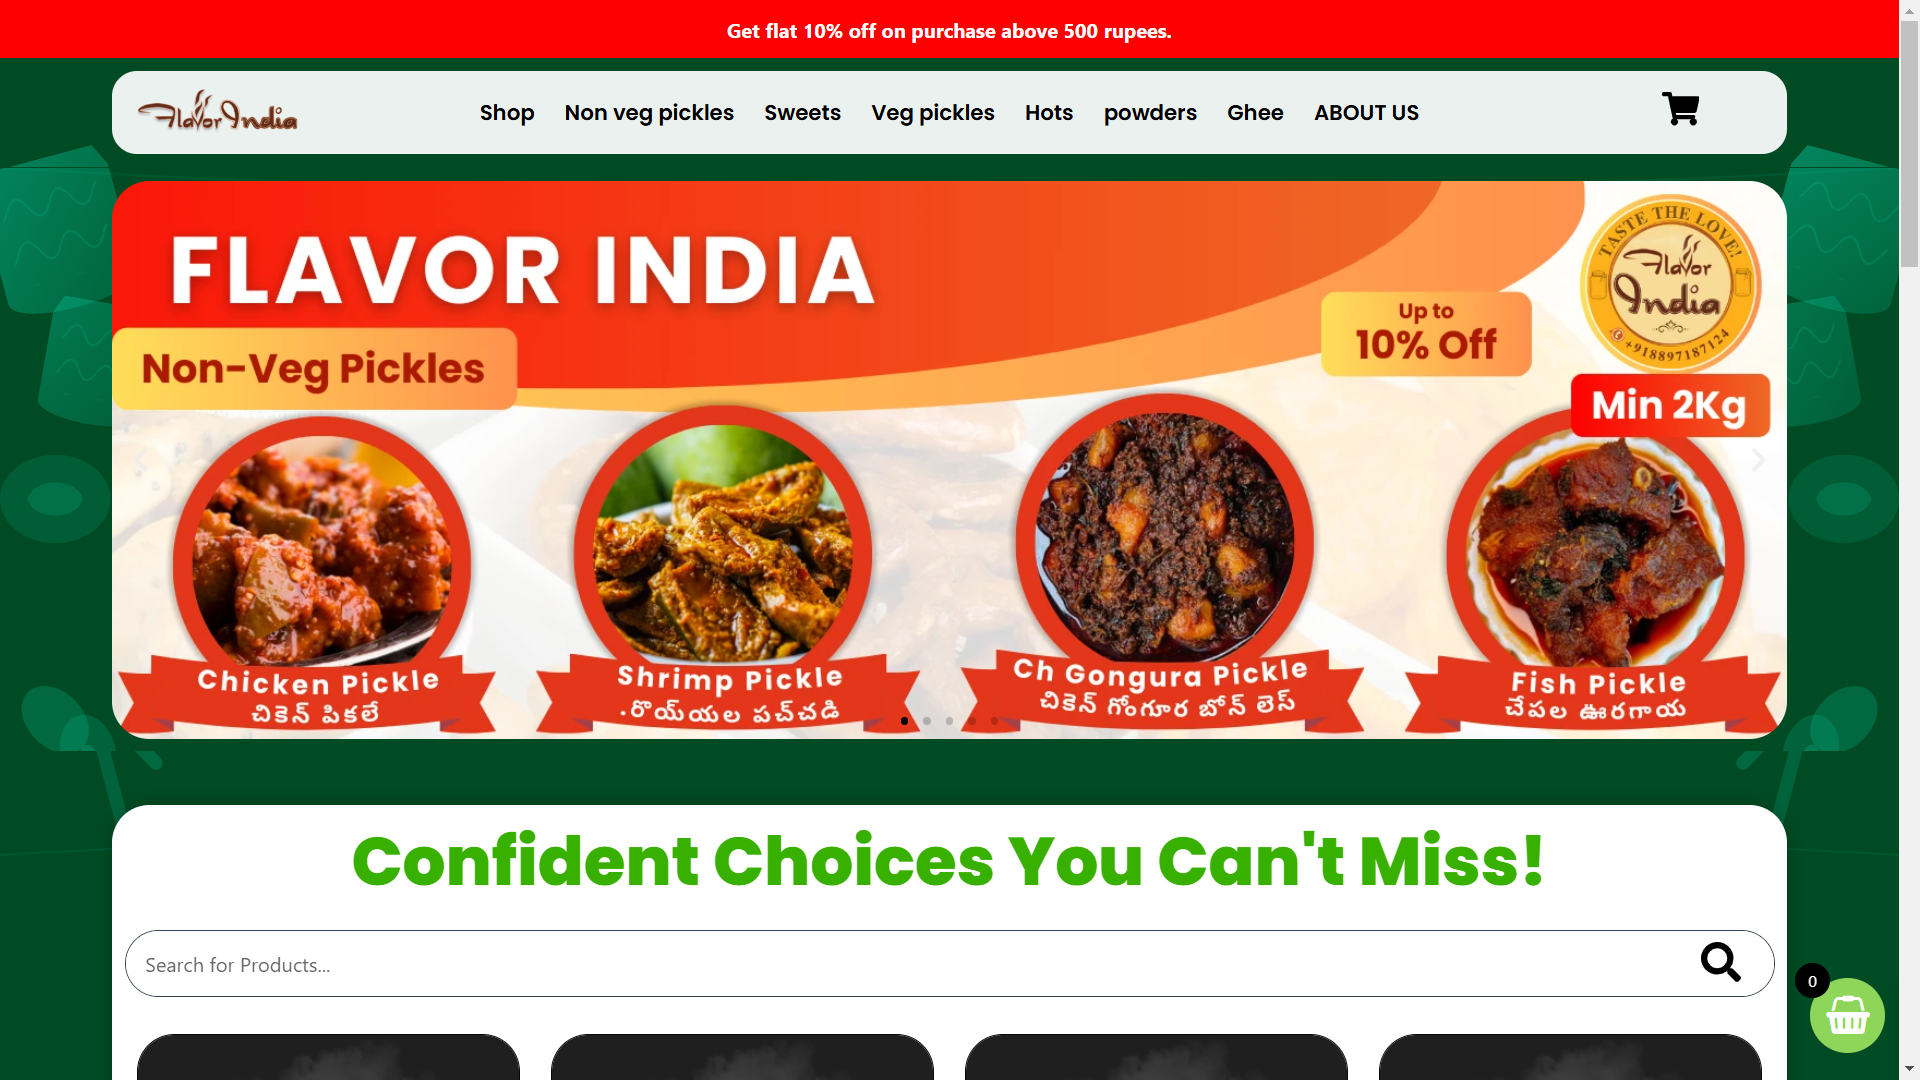 Get flat 10% off on purchase above 500 rupees.
Flavor India
Shop Non veg pickles Sweets Veg pickles Hots powders Ghee ABOUT US
FLAVOR INDIA
TASTE THE LOVE!
Flavor
India
+918897187124
Up to
10% Off
Non-Veg Pickles
Min 2Kg
Chicken Pickle
చికెన్ పికలే
Shrimp Pickle
.రొయ్యల పచ్చడి
Ch Gongura Pickle
చికెన్ గోంగూర బోన్ లెస్
Fish Pickle
చేపల ఊరగాయ
Confident Choices You Can't Miss!
Search for Products...
0